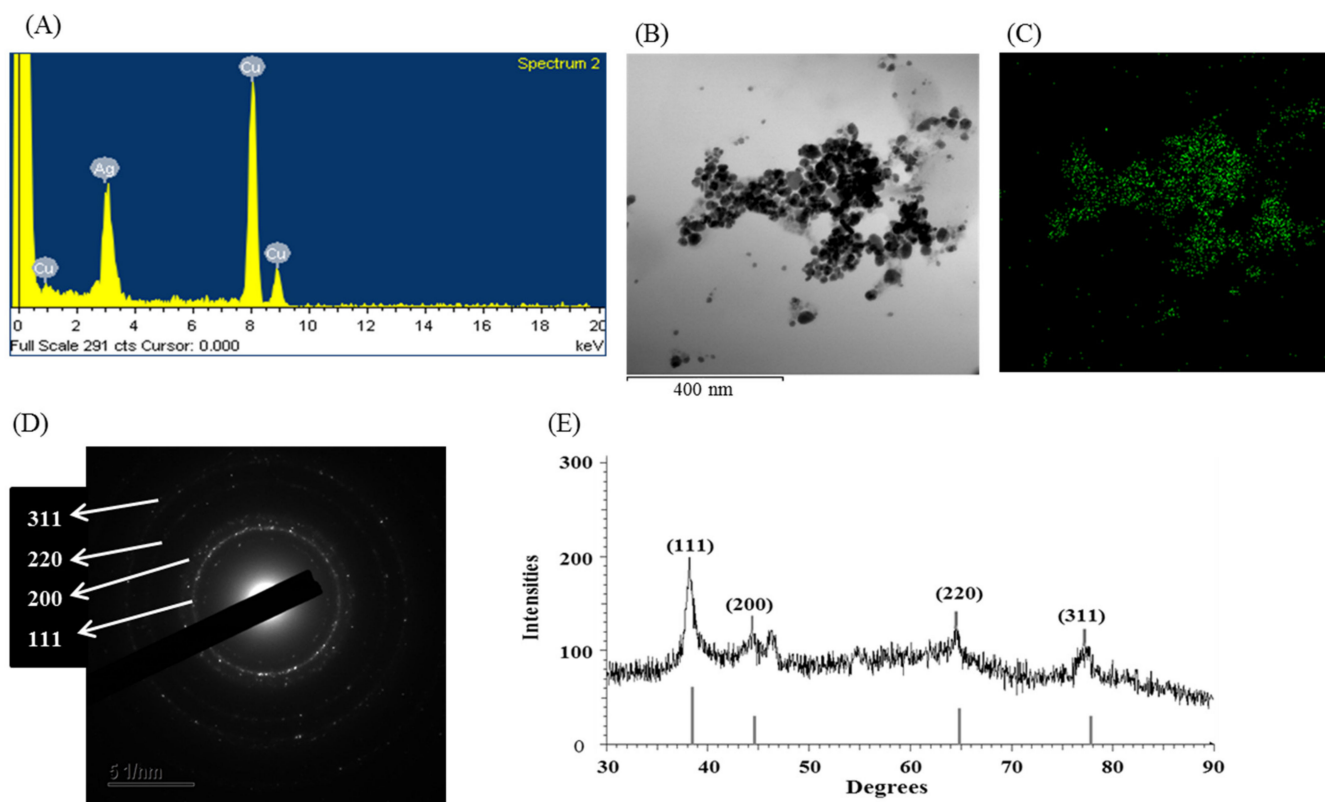 (A)
Spectrum 2
Cu
Ag
Cu
Cu
0 2 4 6 8 10 12 14 16 18 20
Full Scale 291 cts Cursor: 0.000 keV
(B)
400 nm
(C)
(D)
311
220
200
111
5 1/nm
(E)
300
200
100
0
Intensities
(111)
(200)
(220)
(311)
30 40 50 60 65 70 80 90
Degrees